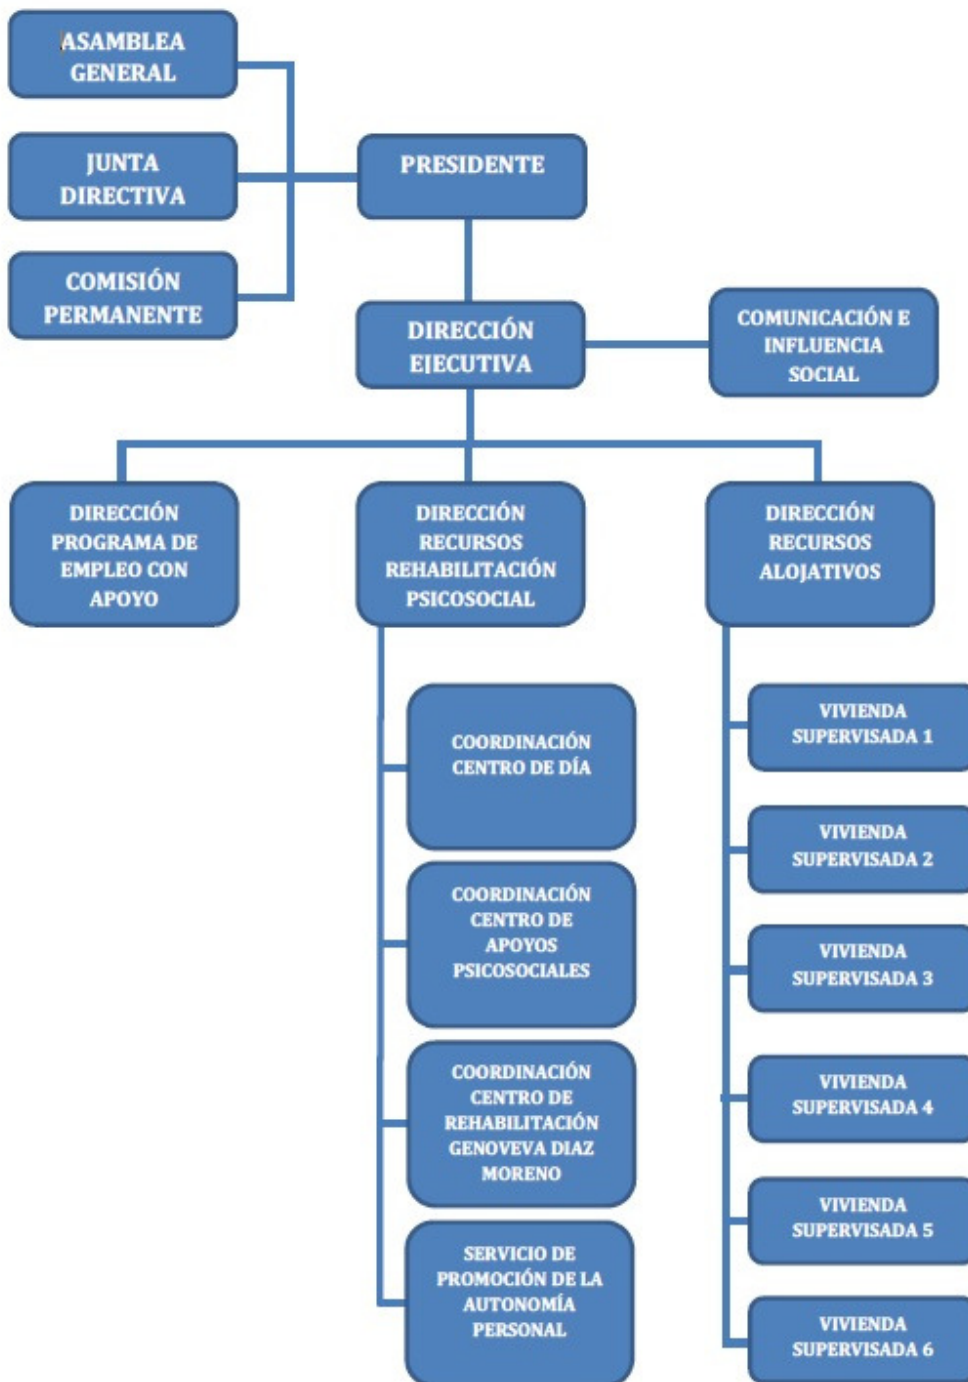 ASAMBLEA
GENERAL
JUNTA
DIRECTIVA
COMISIÓN
PERMANENTE
PRESIDENTE
DIRECCIÓN
EJECUTIVA
COMUNICACIÓN E
INFLUENCIA
SOCIAL
DIRECCIÓN
PROGRAMA DE
EMPLEO CON
APOYO
DIRECCIÓN
RECURSOS
REHABILITACIÓN
PSICOSOCIAL
DIRECCIÓN
RECURSOS
ALOJATIVOS
COORDINACIÓN
CENTRO DE DÍA
COORDINACIÓN
CENTRO DE
APOYOS
PSICOSOCIALES
COORDINACIÓN
CENTRO DE
REHABILITACIÓN
GENOVEVA DIAZ
MORENO
SERVICIO DE
PROMOCIÓN DE LA
AUTONOMÍA
PERSONAL
VIVIENDA
SUPERVISADA 1
VIVIENDA
SUPERVISADA 2
VIVIENDA
SUPERVISADA 3
VIVIENDA
SUPERVISADA 4
VIVIENDA
SUPERVISADA 5
VIVIENDA
SUPERVISADA 6